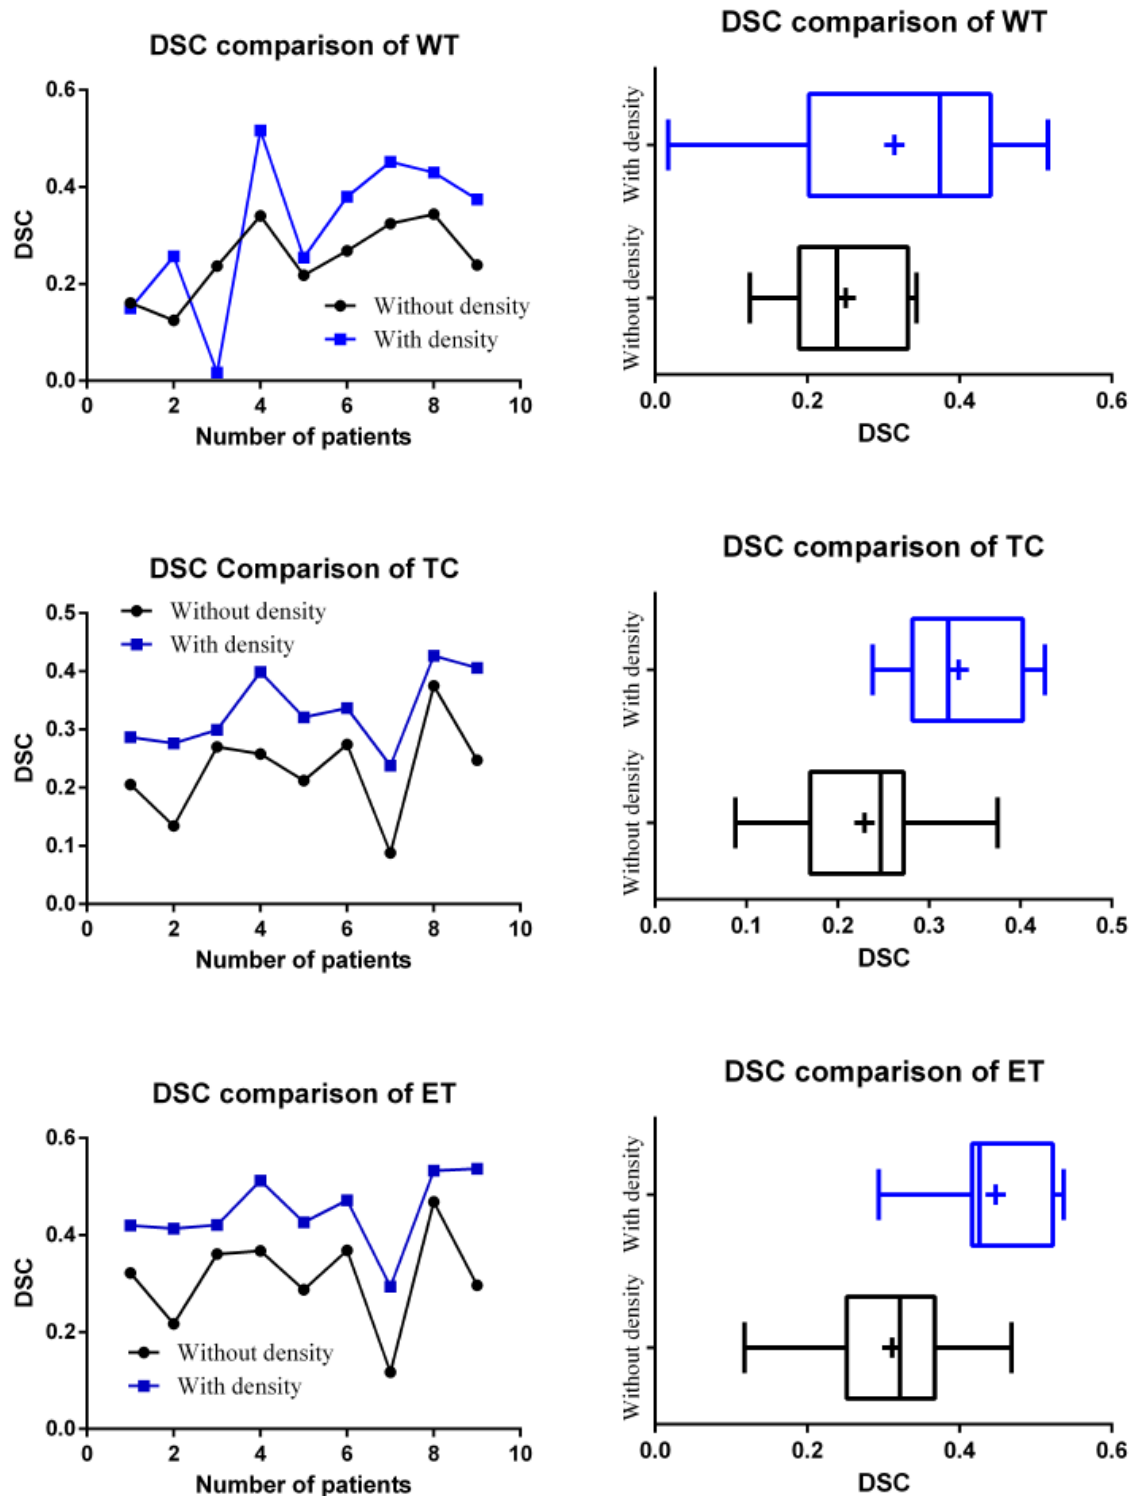 DSC comparison of WT
0.6
0.4
0.2
0.0
DSC
Without density
With density
0 2 4 6 8 10
Number of patients
DSC comparison of WT
With density
Without density
0.0 0.2 0.4 0.6
DSC
DSC Comparison of TC
0.5
0.4
0.3
0.2
0.1
0.0
DSC
Without density
With density
0 2 4 6 8 10
Number of patients
DSC comparison of TC
With density
Without density
0.0 0.1 0.2 0.3 0.4 0.5
DSC
DSC comparison of ET
0.6
0.4
0.2
0.0
DSC
Without density
With density
0 2 4 6 8 10
Number of patients
DSC comparison of ET
With density
Without density
0.0 0.2 0.4 0.6
DSC